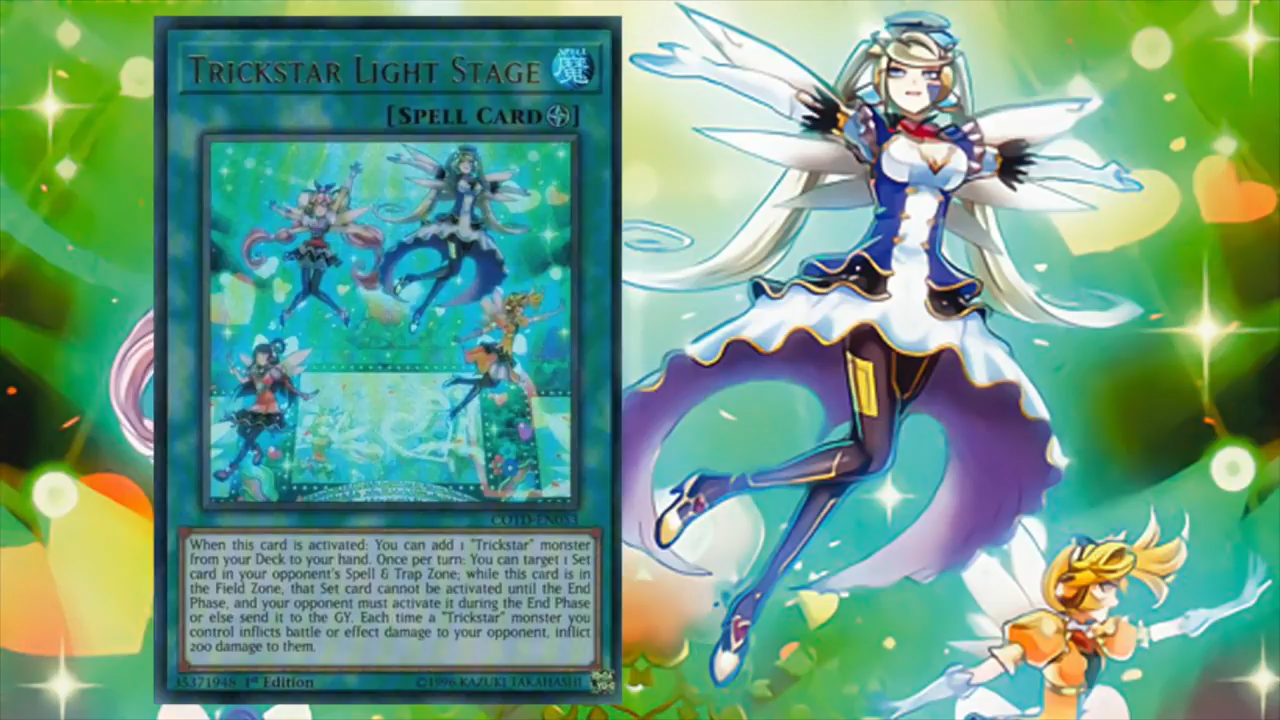 TRICKSTAR LIGHT STAGE
SPELL
魔
[SPELL CARD]
COTD-EN053
When this card is activated: You can add 1 "Trickstar" monster
from your Deck to your hand. Once per turn: You can target 1 Set
card in your opponent's Spell & Trap Zone; while this card is in
the Field Zone, that Set card cannot be activated until the End
Phase, and your opponent must activate it during the End Phase
or else send it to the GY. Each time a "Trickstar" monster you
control inflicts battle or effect damage to your opponent, inflict
200 damage to them.
35371948 1st Edition
©1996 KAZUKI TAKAHASHI